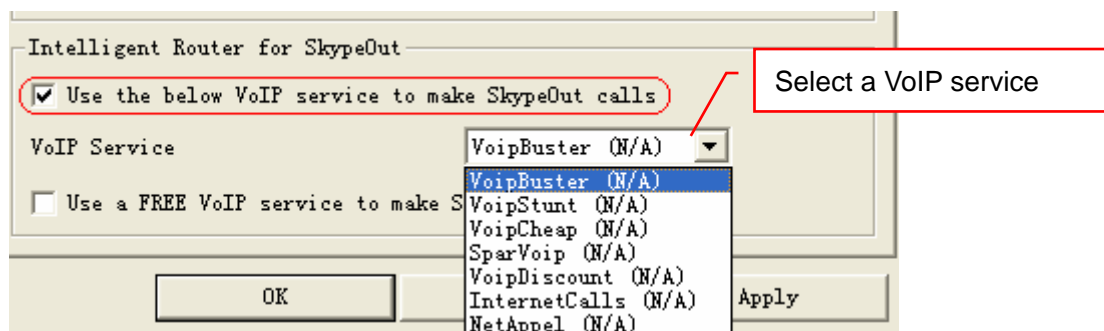 Intelligent Router for SkypeOut
Use the below VoIP service to make SkypeOut calls
Select a VoIP service
VoIP Service
VoipBuster (N/A)
VoipBuster (N/A)
Use a FREE VoIP service to make S
VoipStunt (N/A)
VoipCheap (N/A)
SparVoip (N/A)
VoipDiscount (N/A)
OK
InternetCalls (N/A)
Apply
NetAppel (N/A)